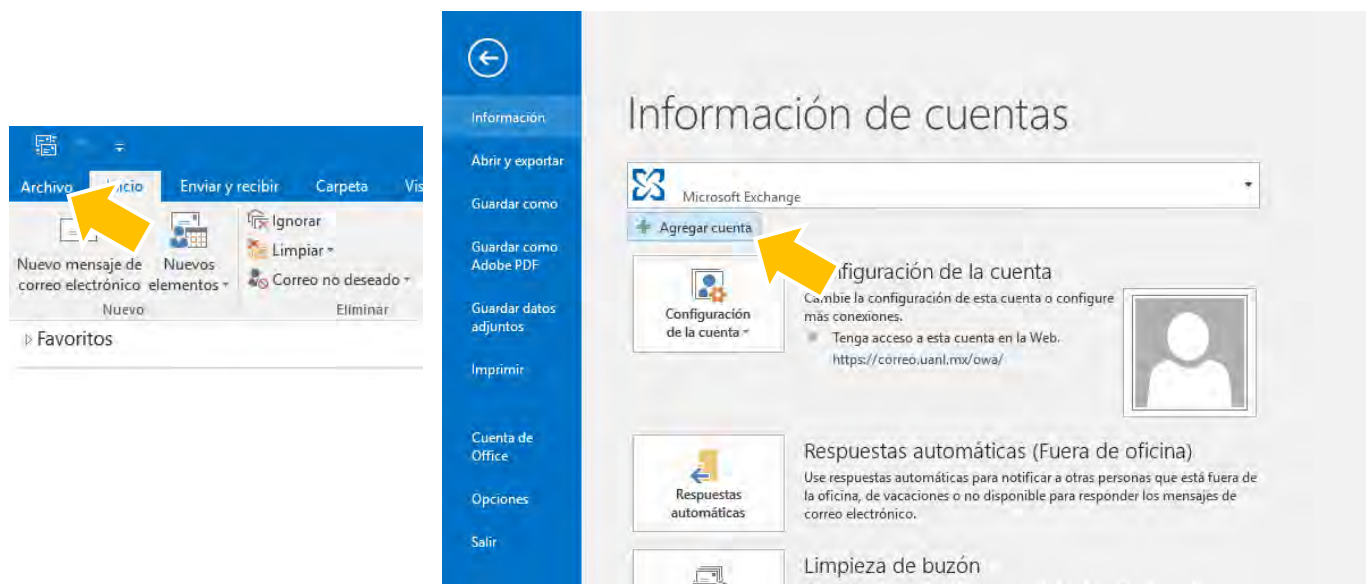 Archivo Inicio Enviar y recibir Carpeta Vis
Ignorar
Limpiar
Nuevo mensaje de
correo electrónico
Nuevos
elementos
Correo no deseado
Nuevo
Eliminar
Favoritos
Información
Abrir y exportar
Guardar como
Guardar como
Adobe PDF
Guardar datos
adjuntos
Imprimir
Cuenta de
Office
Opciones
Salir
Información de cuentas
Microsoft Exchange
Agregar cuenta
Configuración
de la cuenta
nfiguración de la cuenta
Cambie la configuración de esta cuenta o configure
más conexiones.
Tenga acceso a esta cuenta en la Web.
https://correo.uanl.mx/owa/
Respuestas
automáticas
Respuestas automáticas (Fuera de oficina)
Use respuestas automáticas para notificar a otras personas que está fuera de
la oficina, de vacaciones o no disponible para responder los mensajes de
correo electrónico.
Limpieza de buzón